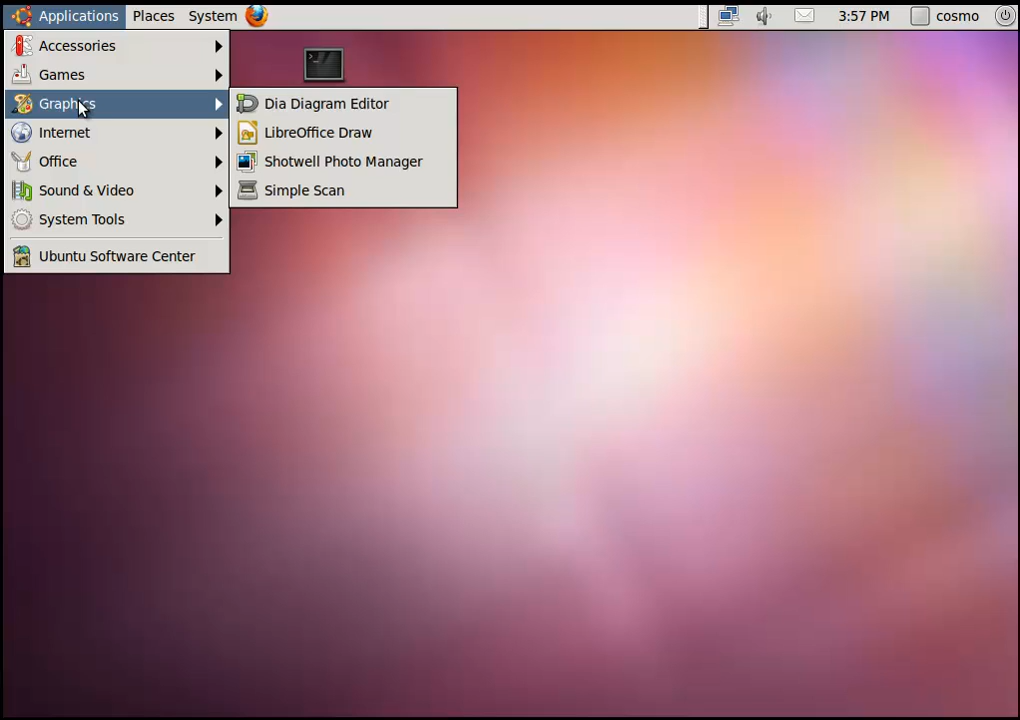 Applications Places System 3:57 PM cosmo
Accessories
Games
Graphics
Internet
Office
Sound & Video
System Tools
Ubuntu Software Center
Dia Diagram Editor
LibreOffice Draw
Shotwell Photo Manager
Simple Scan